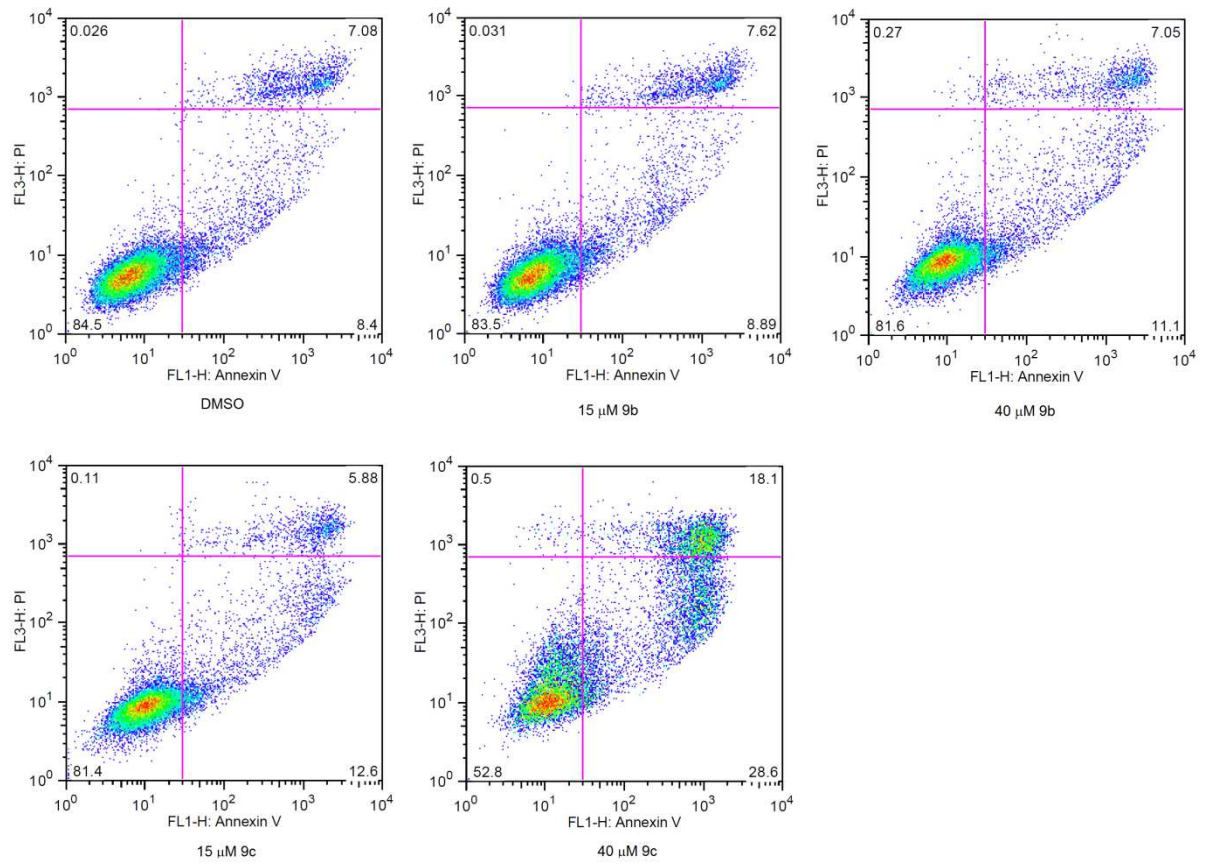 10⁴
10³
10²
10¹
10⁰
FL3-H: PI
0.026
7.08
84.5
8.4
10⁰ 10¹ 10² 10³ 10⁴
FL1-H: Annexin V
DMSO
10⁴
10³
10²
10¹
10⁰
FL3-H: PI
0.031
7.62
83.5
8.89
10⁰ 10¹ 10² 10³ 10⁴
FL1-H: Annexin V
15 μM 9b
10⁴
10³
10²
10¹
10⁰
FL3-H: PI
0.27
7.05
81.6
11.1
10⁰ 10¹ 10² 10³ 10⁴
FL1-H: Annexin V
40 μM 9b
10⁴
10³
10²
10¹
10⁰
FL3-H: PI
0.11
5.88
81.4
12.6
10⁰ 10¹ 10² 10³ 10⁴
FL1-H: Annexin V
15 μM 9c
10⁴
10³
10²
10¹
10⁰
FL3-H: PI
0.5
18.1
52.8
28.6
10⁰ 10¹ 10² 10³ 10⁴
FL1-H: Annexin V
40 μM 9c